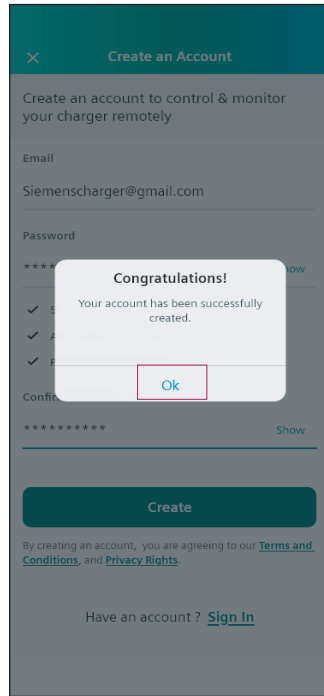 Create an Account
Create an account to control & monitor
your charger remotely
Email
Siemenscharger@gmail.com
Password
****
Congratulations!
Your account has been successfully
created.
Ok
**********
Show
Create
By creating an account, you are agreeing to our Terms and
Conditions, and Privacy Rights.
Have an account ? Sign In